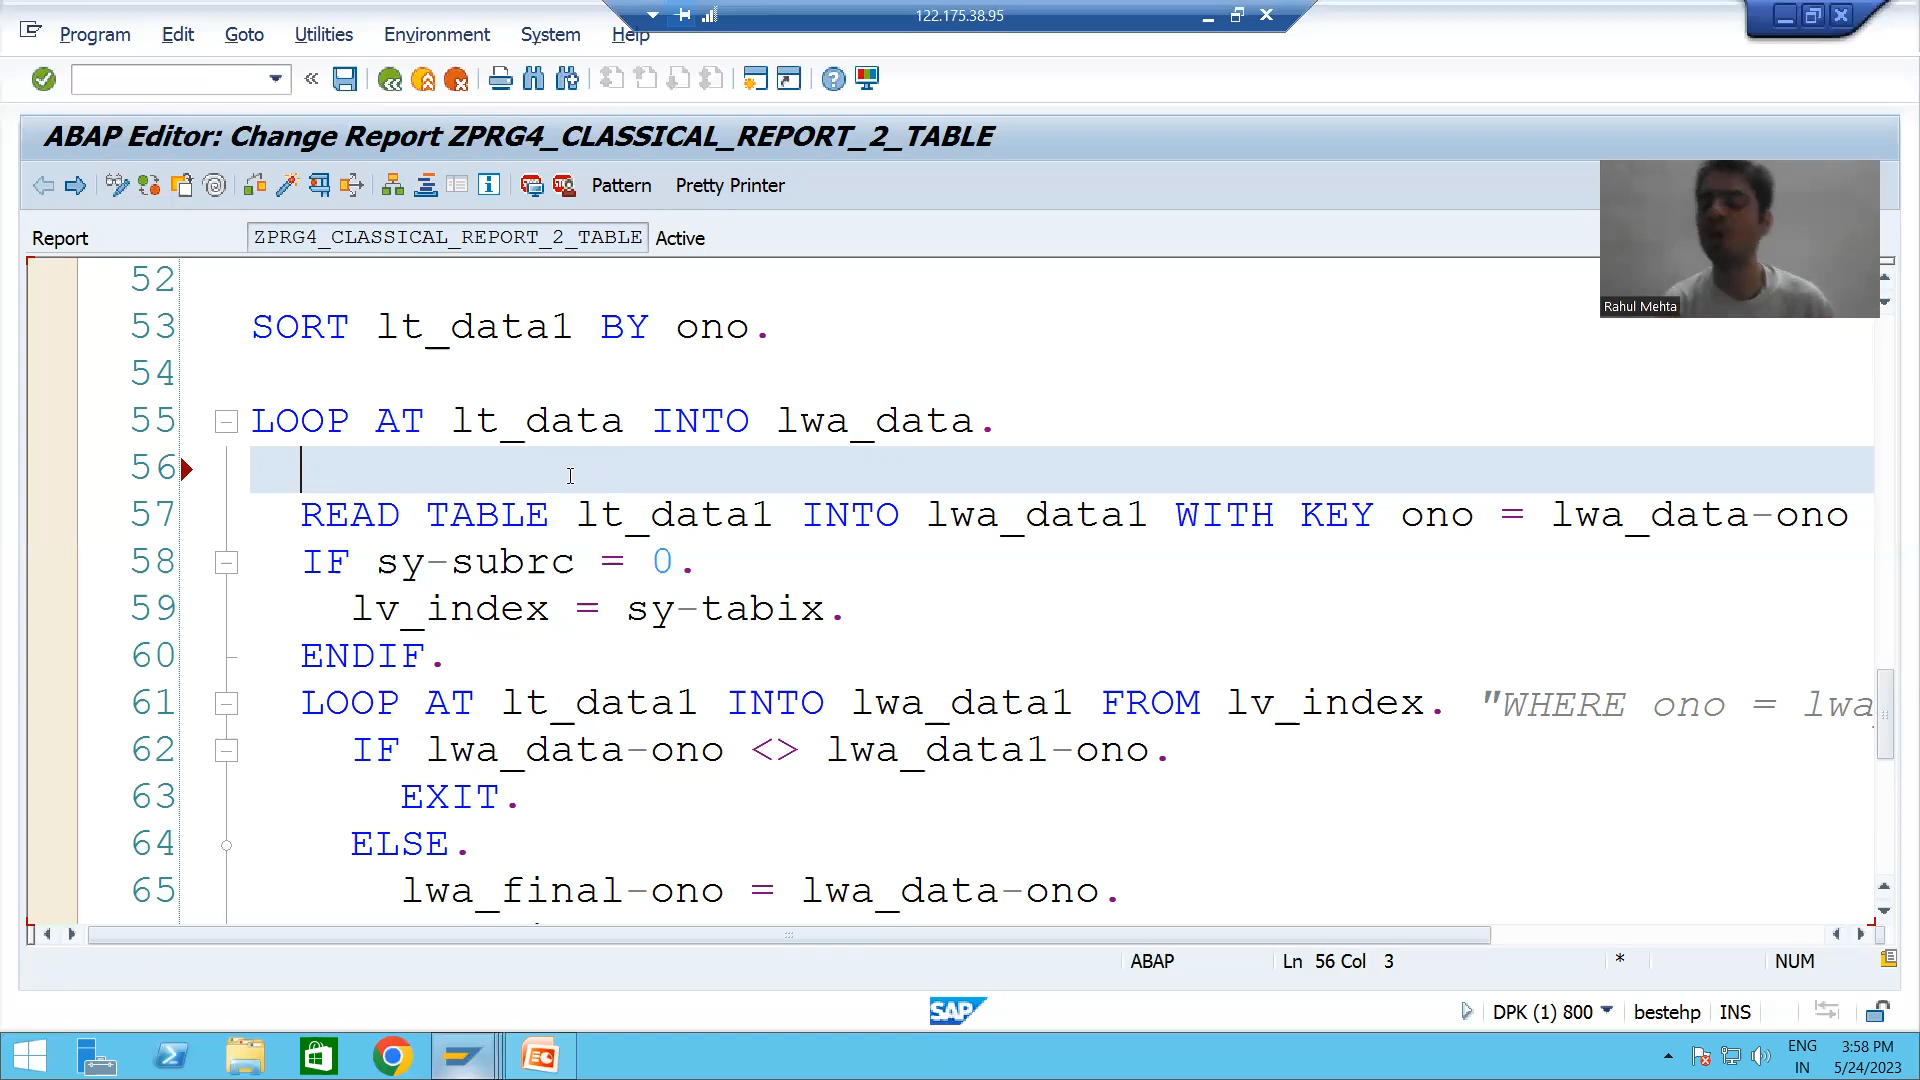 122.175.38.95
Program Edit Goto Utilities Environment System Help
ABAP Editor: Change Report ZPRG4_CLASSICAL_REPORT_2_TABLE
Pattern Pretty Printer
Report ZPRG4_CLASSICAL_REPORT_2_TABLE Active
Rahul Mehta
52
53 SORT lt_data1 BY ono.
54
55 LOOP AT lt_data INTO lwa_data.
56
57 READ TABLE lt_data1 INTO lwa_data1 WITH KEY ono = lwa_data-ono
58 IF sy-subrc = 0.
59 lv_index = sy-tabix.
60 ENDIF.
61 LOOP AT lt_data1 INTO lwa_data1 FROM lv_index. "WHERE ono = lwa_
62 IF lwa_data-ono <> lwa_data1-ono.
63 EXIT.
64 ELSE.
65 lwa_final-ono = lwa_data-ono.
ABAP Ln 56 Col 3 * NUM
SAP DPK (1) 800 bestehp INS
ENG 3:58 PM
IN 5/24/2023